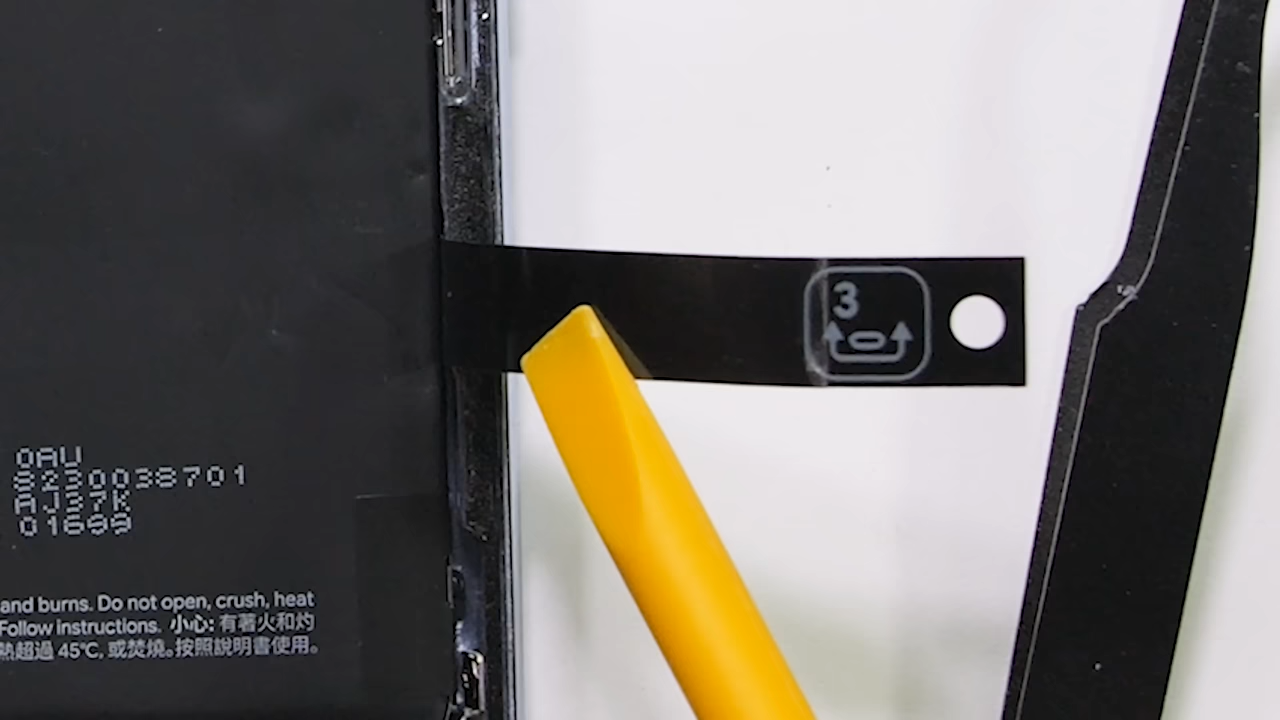 3
0AU
8230038701
AJ37K
01699
and burns. Do not open, crush, heat
Follow instructions. 小心: 有著火和灼
熱超過 45℃, 或焚燒。按照說明書使用。